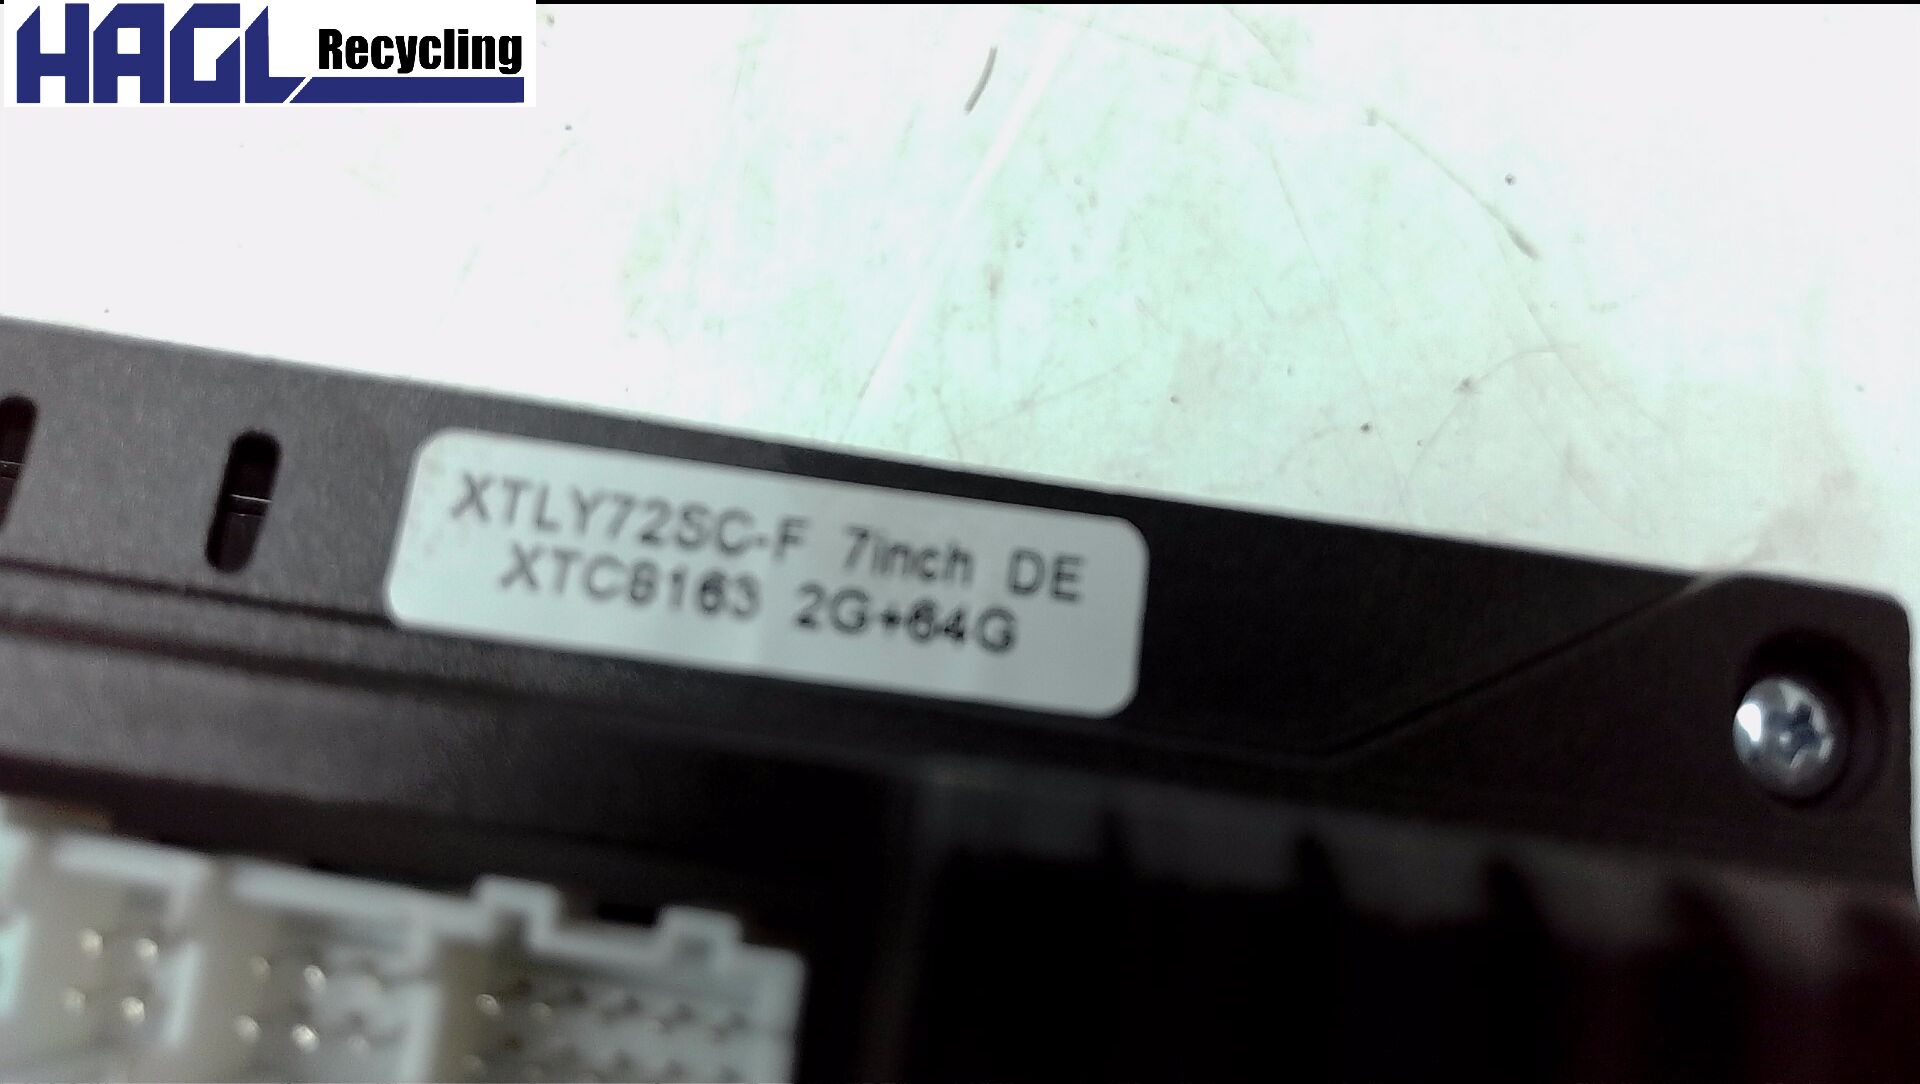 HAGL Recycling
XTLY72SC-F 7inch DE
XTC8163 2G+64G